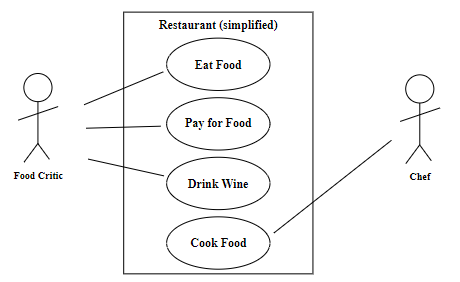 Restaurant (simplified)
Eat Food
Pay for Food
Drink Wine
Cook Food
Food Critic
Chef